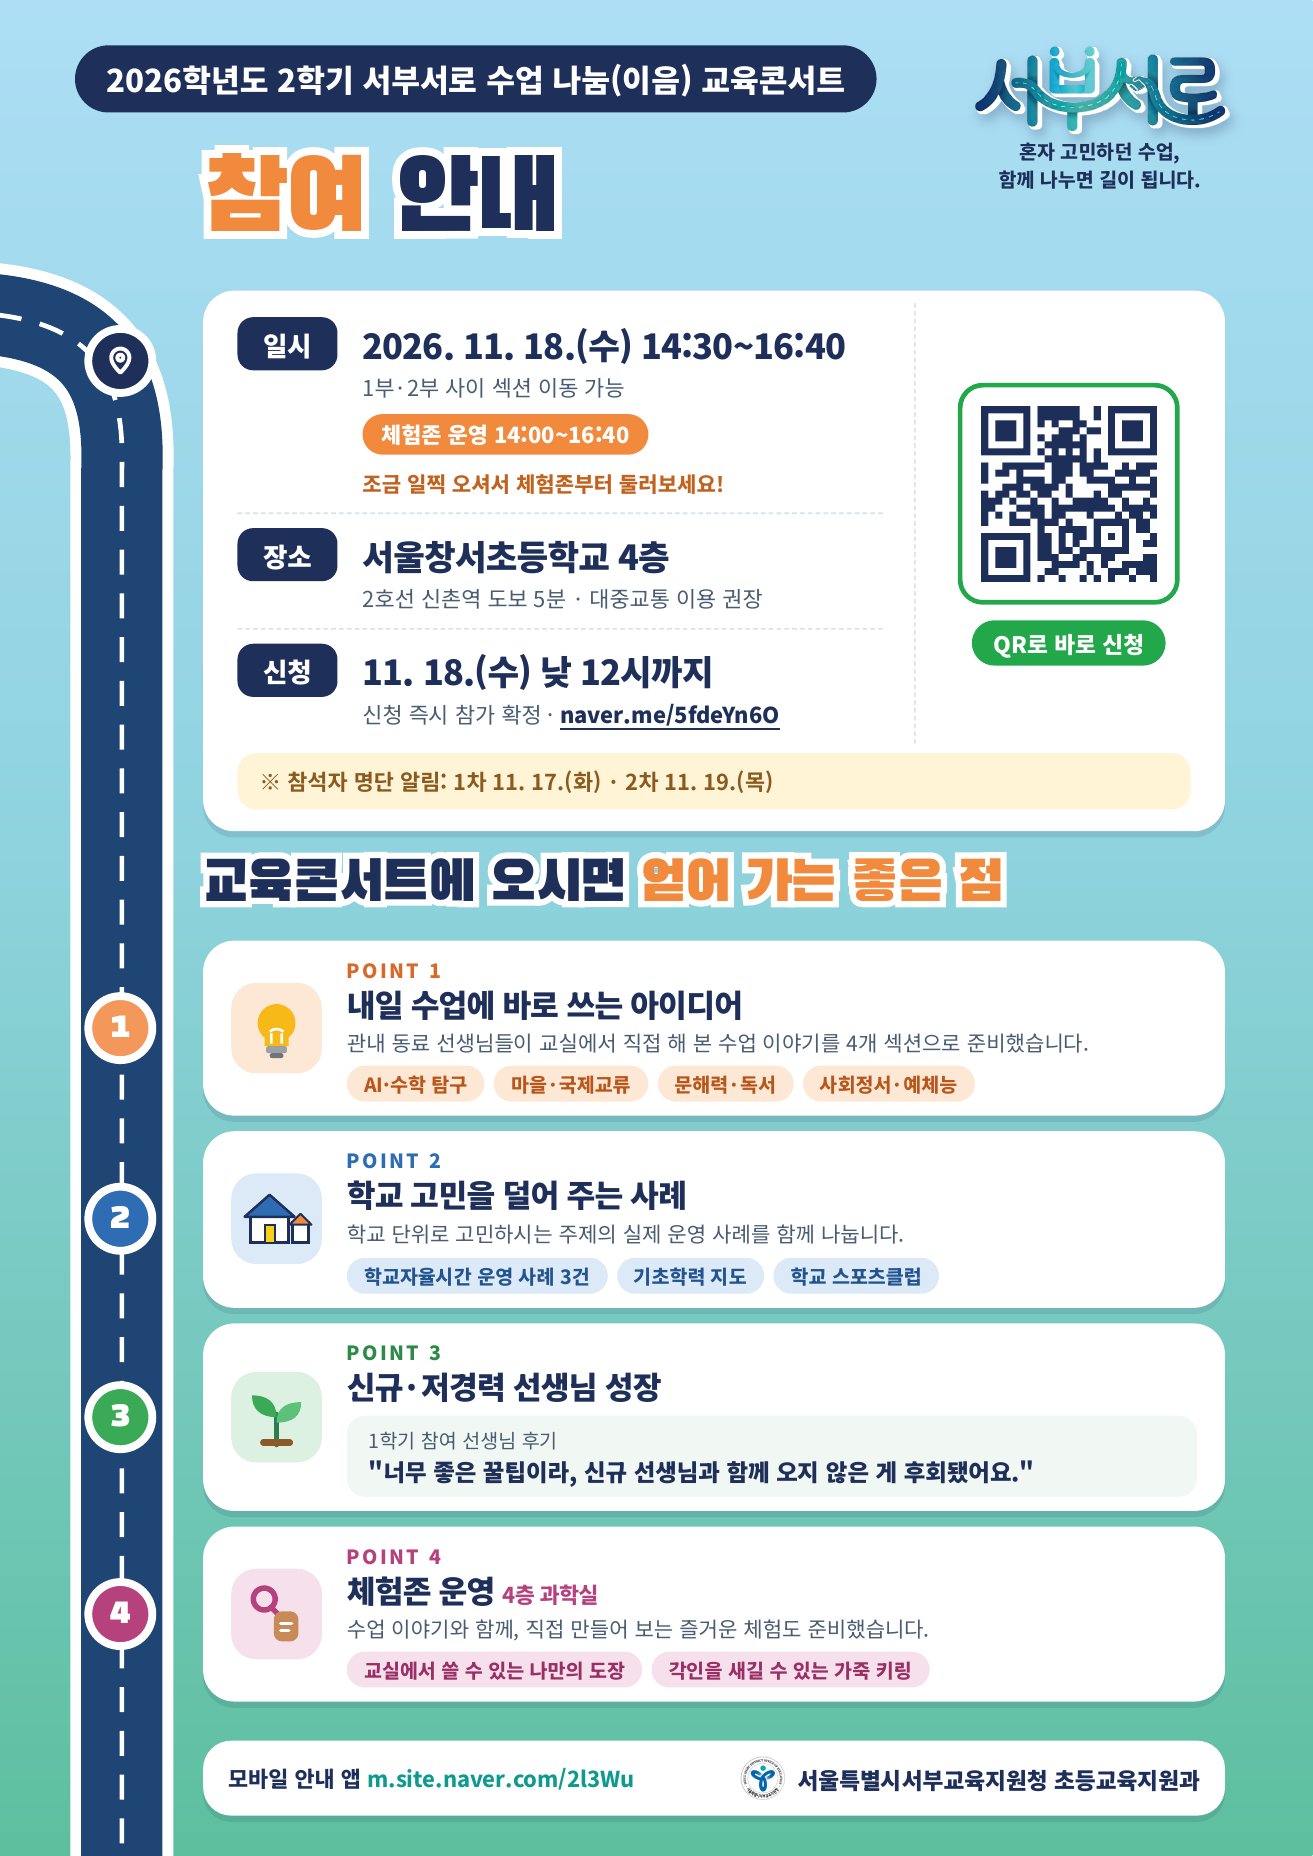 2026학년도 2학기 서부서로 수업 나눔(이음) 교육콘서트
서부서로
혼자 고민하던 수업,
함께 나누면 길이 됩니다.
참여 안내
일시
2026. 11. 18.(수) 14:30~16:40
1부·2부 사이 섹션 이동 가능
체험존 운영 14:00~16:40
조금 일찍 오셔서 체험존부터 둘러보세요!
장소
서울창서초등학교 4층
2호선 신촌역 도보 5분 · 대중교통 이용 권장
신청
11. 18.(수) 낮 12시까지
신청 즉시 참가 확정 · naver.me/5fdeYn6O
QR로 바로 신청
※ 참석자 명단 알림: 1차 11. 17.(화) · 2차 11. 19.(목)
교육콘서트에 오시면 얻어 가는 좋은 점
1
POINT 1
내일 수업에 바로 쓰는 아이디어
관내 동료 선생님들이 교실에서 직접 해 본 수업 이야기를 4개 섹션으로 준비했습니다.
AI·수학 탐구 마을·국제교류 문해력·독서 사회정서·예체능
2
POINT 2
학교 고민을 덜어 주는 사례
학교 단위로 고민하시는 주제의 실제 운영 사례를 함께 나눕니다.
학교자율시간 운영 사례 3건 기초학력 지도 학교 스포츠클럽
3
POINT 3
신규·저경력 선생님 성장
1학기 참여 선생님 후기
"너무 좋은 꿀팁이라, 신규 선생님과 함께 오지 않은 게 후회됐어요."
4
POINT 4
체험존 운영 4층 과학실
수업 이야기와 함께, 직접 만들어 보는 즐거운 체험도 준비했습니다.
교실에서 쓸 수 있는 나만의 도장 각인을 새길 수 있는 가죽 키링
모바일 안내 앱 m.site.naver.com/2l3Wu
서울특별시서부교육지원청 초등교육지원과